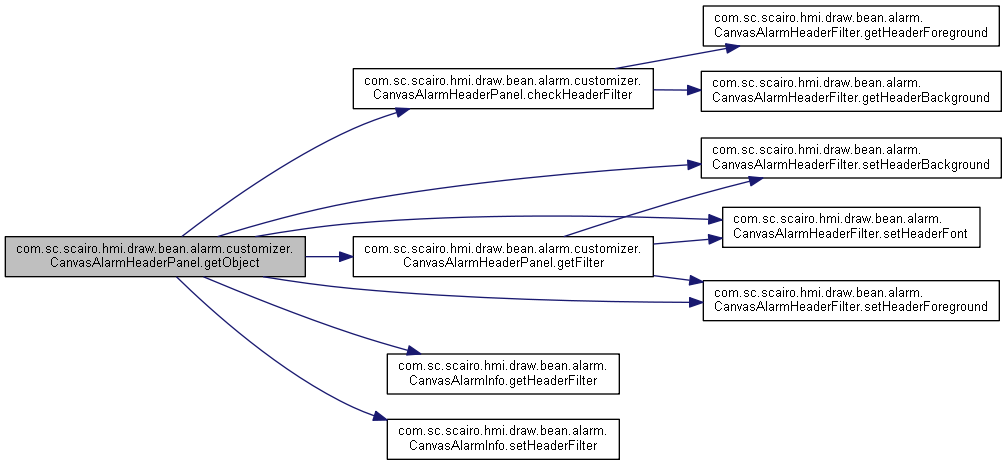 com.sc.scairo.hmi.draw.bean.alarm.
CanvasAlarmHeaderFilter.getHeaderForeground
com.sc.scairo.hmi.draw.bean.alarm.customizer.
CanvasAlarmHeaderPanel.checkHeaderFilter
com.sc.scairo.hmi.draw.bean.alarm.
CanvasAlarmHeaderFilter.getHeaderBackground
com.sc.scairo.hmi.draw.bean.alarm.
CanvasAlarmHeaderFilter.setHeaderBackground
com.sc.scairo.hmi.draw.bean.alarm.
CanvasAlarmHeaderFilter.setHeaderFont
com.sc.scairo.hmi.draw.bean.alarm.customizer.
CanvasAlarmHeaderPanel.getObject
com.sc.scairo.hmi.draw.bean.alarm.customizer.
CanvasAlarmHeaderPanel.getFilter
com.sc.scairo.hmi.draw.bean.alarm.
CanvasAlarmHeaderFilter.setHeaderForeground
com.sc.scairo.hmi.draw.bean.alarm.
CanvasAlarmInfo.getHeaderFilter
com.sc.scairo.hmi.draw.bean.alarm.
CanvasAlarmInfo.setHeaderFilter